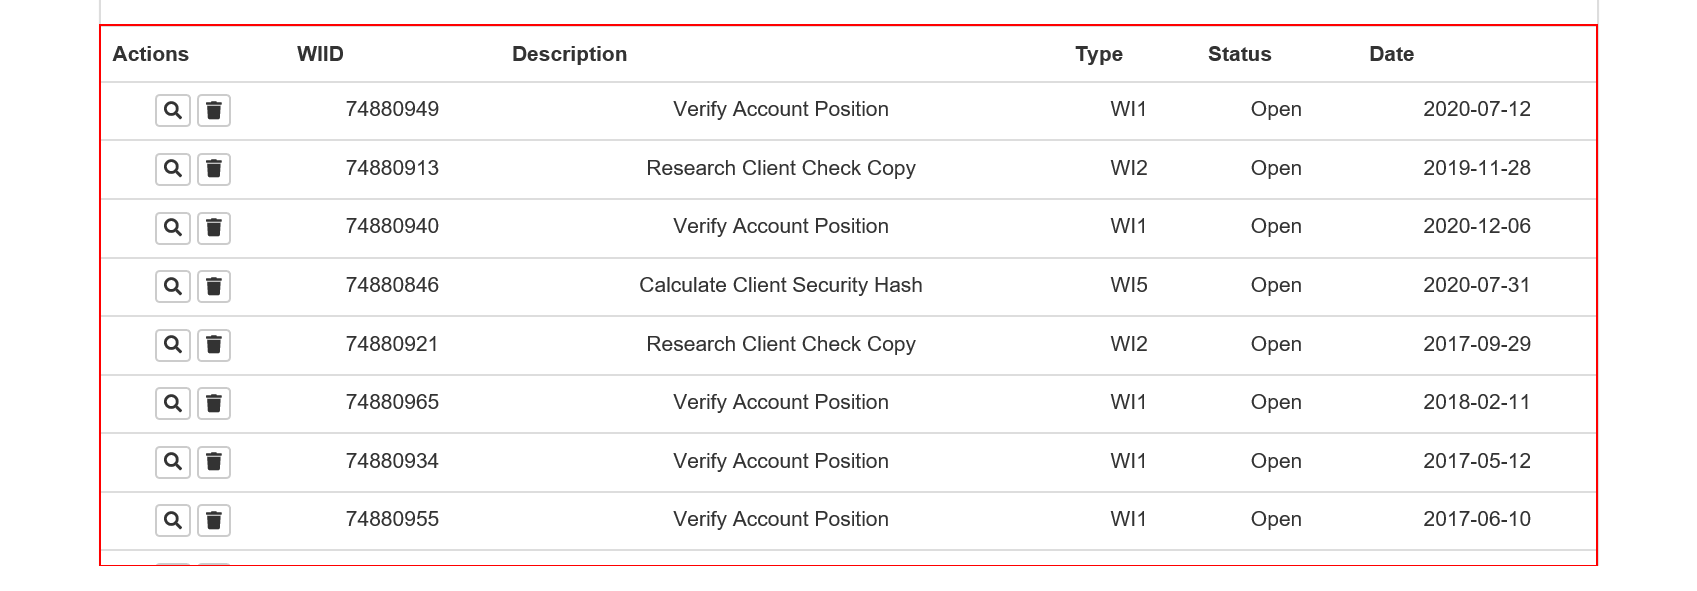 Actions WIID Description Type Status Date
74880949 Verify Account Position WI1 Open 2020-07-12
74880913 Research Client Check Copy WI2 Open 2019-11-28
74880940 Verify Account Position WI1 Open 2020-12-06
74880846 Calculate Client Security Hash WI5 Open 2020-07-31
74880921 Research Client Check Copy WI2 Open 2017-09-29
74880965 Verify Account Position WI1 Open 2018-02-11
74880934 Verify Account Position WI1 Open 2017-05-12
74880955 Verify Account Position WI1 Open 2017-06-10